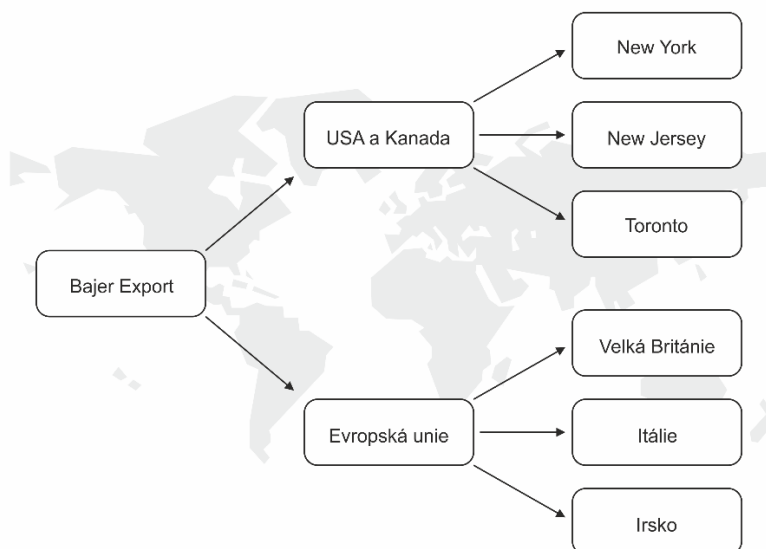 New York
USA a Kanada
New Jersey
Toronto
Bajer Export
Velká Británie
Evropská unie
Itálie
Irsko